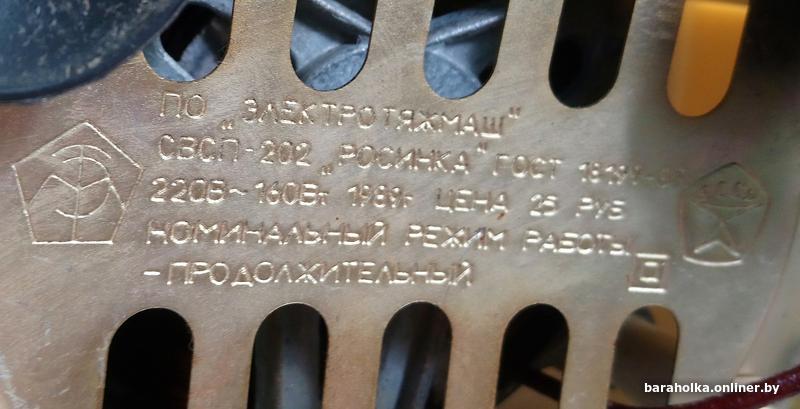 ПО „ЭЛЕКТРОТЯЖМАШ"
СВСП-202 „РОСИНКА" ГОСТ
220В~160Вт 1989г ЦЕНА 25 РУБ
НОМИНАЛЬНЫЙ РЕЖИМ РАБОТЫ
-ПРОДОЛЖИТЕЛЬНЫЙ
baraholka.onliner.by